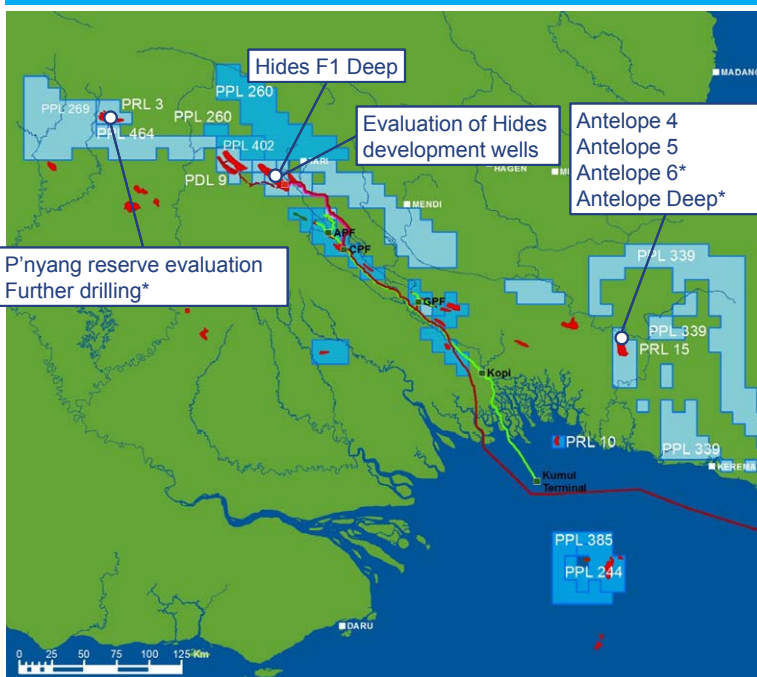 Hides F1 Deep
PPL 260
MADANG
PPL 269
PRL 3
PPL 464
PPL 260
Evaluation of Hides
development wells
Antelope 4
Antelope 5
Antelope 6*
Antelope Deep*
PPL 402
PDL 9
HAGEN
MENDI
P'nyang reserve evaluation
Further drilling*
APF
CPF
GPF
PPL 339
PPL 339
PRL 15
Kopi
PRL 10
PPL 339
KEREMA
Kumul
Terminal
PPL 385
PPL 244
DARU
0 25 50 75 100 125 Km